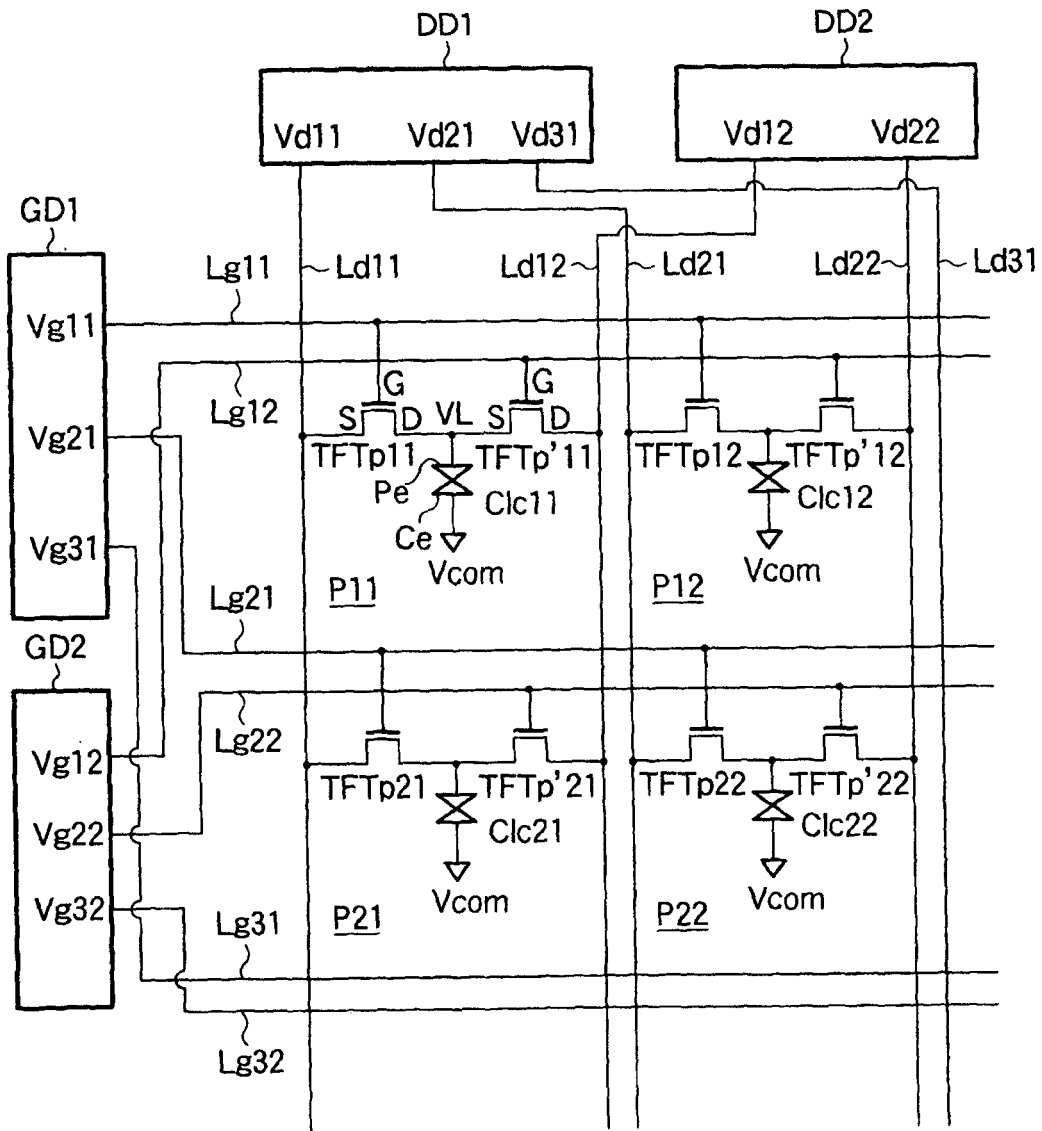 DD1 DD2
Vd11 Vd21 Vd31 Vd12 Vd22
GD1
Lg11 Ld11 Ld12 Ld21 Ld22 Ld31
Vg11
Lg12 G G
S D VL S D
Vg21 TFTp11 TFTp'11 TFTp12 TFTp'12
Pe Clc11 Clc12
Ce
Vg31 Vcom Vcom
Lg21 P11 P12
GD2
Lg22
Vg12 TFTp21 TFTp'21 TFTp22 TFTp'22
Vg22 Clc21 Clc22
Vcom Vcom
Vg32 P21 P22
Lg31
Lg32